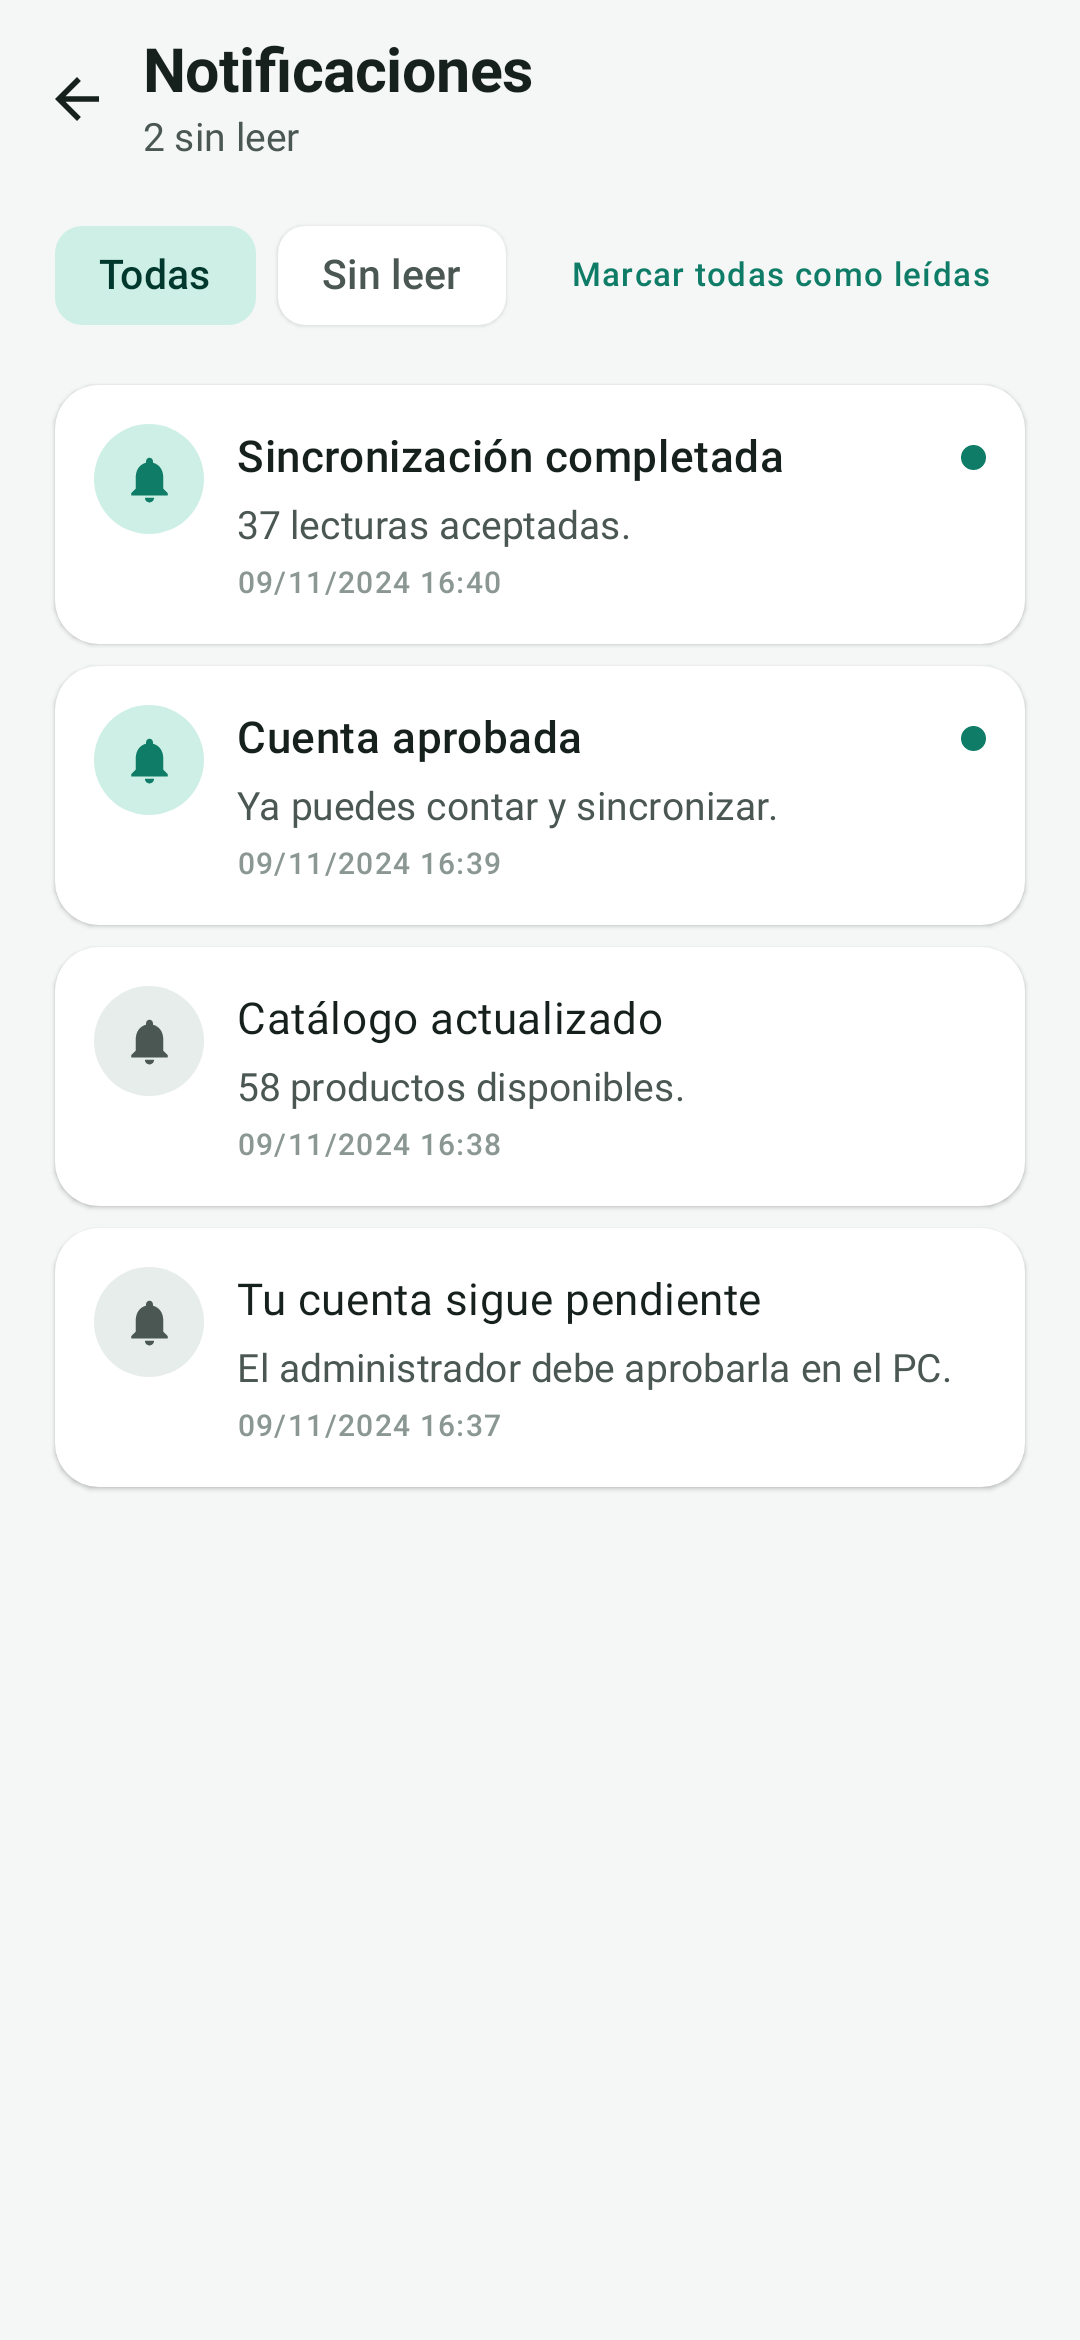 Notificaciones
2 sin leer
Todas
Sin leer
Marcar todas como leídas
Sincronización completada
37 lecturas aceptadas.
09/11/2024 16:40
Cuenta aprobada
Ya puedes contar y sincronizar.
09/11/2024 16:39
Catálogo actualizado
58 productos disponibles.
09/11/2024 16:38
Tu cuenta sigue pendiente
El administrador debe aprobarla en el PC.
09/11/2024 16:37